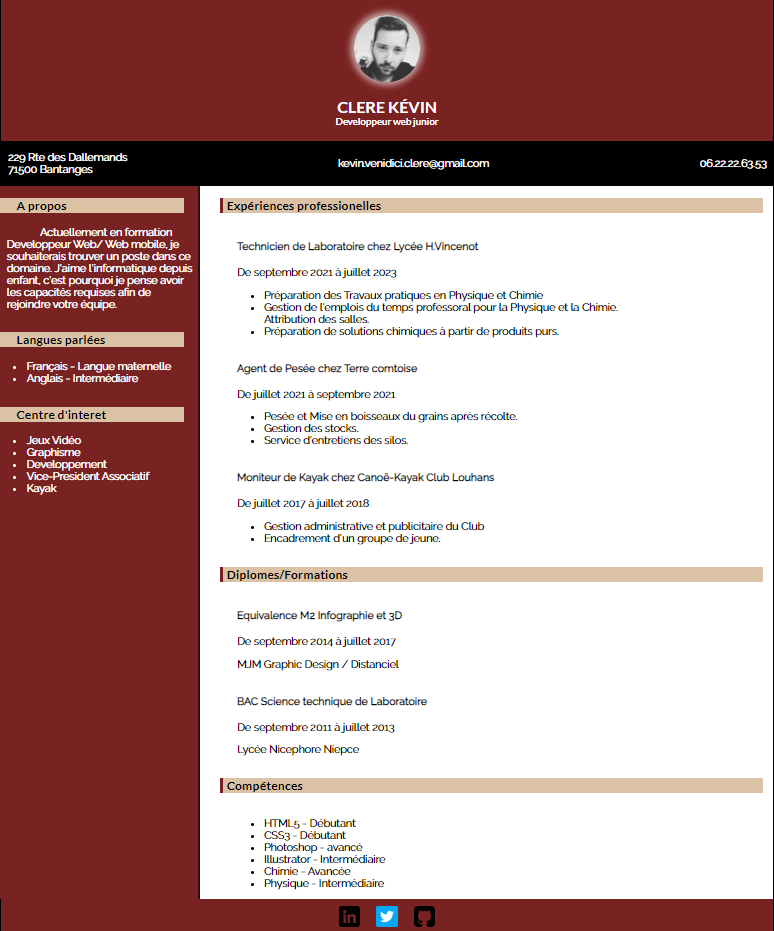 CLERE KÉVIN
Developpeur web junior
229 Rte des Dallemands
71500 Bantanges
kevin.venidici.clere@gmail.com
06.22.22.63.53
A propos
Actuellement en formation
Developpeur Web/ Web mobile, je
souhaiterais trouver un poste dans ce
domaine. J'aime l'informatique depuis
enfant, c'est pourquoi je pense avoir
les capacités requises afin de
rejoindre votre équipe.
Langues parlées
• Français - Langue maternelle
• Anglais - Intermédiaire
Centre d'interet
• Jeux Vidéo
• Graphisme
• Developpement
• Vice-President Associatif
• Kayak
Expériences professionelles
Technicien de Laboratoire chez Lycée H.Vincenot
De septembre 2021 à juillet 2023
• Préparation des Travaux pratiques en Physique et Chimie
• Gestion de l'emplois du temps professoral pour la Physique et la Chimie.
Attribution des salles.
• Préparation de solutions chimiques à partir de produits purs.
Agent de Pesée chez Terre comtoise
De juillet 2021 à septembre 2021
• Pesée et Mise en boisseaux du grains après récolte.
• Gestion des stocks.
• Service d'entretiens des silos.
Moniteur de Kayak chez Canoë-Kayak Club Louhans
De juillet 2017 à juillet 2018
• Gestion administrative et publicitaire du Club
• Encadrement d'un groupe de jeune.
Diplomes/Formations
Equivalence M2 Infographie et 3D
De septembre 2014 à juillet 2017
MJM Graphic Design / Distanciel
BAC Science technique de Laboratoire
De septembre 2011 à juillet 2013
Lycée Nicephore Niepce
Compétences
• HTML5 - Débutant
• CSS3 - Débutant
• Photoshop - avancé
• Illustrator - Intermédiaire
• Chimie - Avancée
• Physique - Intermédiaire
in